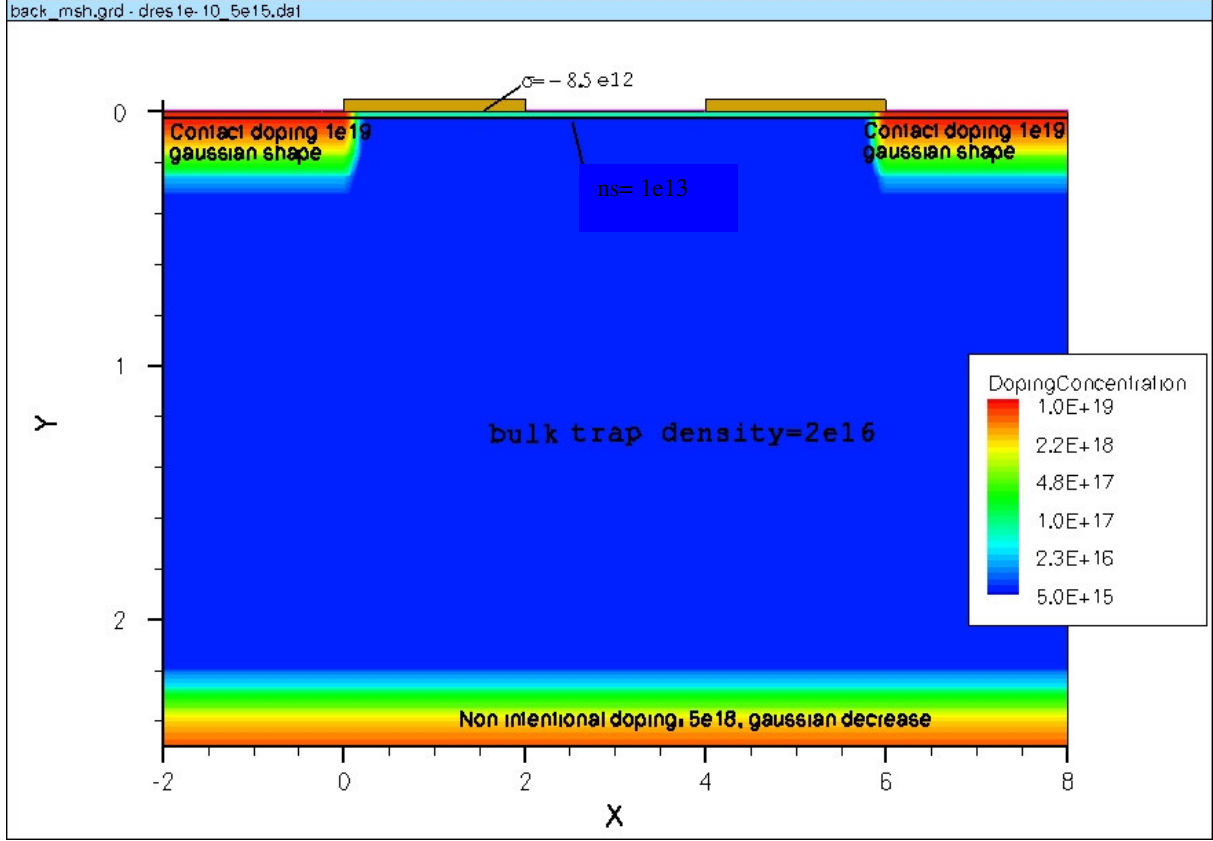 back_msh.grd - dres1e-10_5e15.dat
σ= - 8.5 e12
0
Contact doping 1e19
gaussian shape
Contact doping 1e19
gaussian shape
ns= 1e13
1
Y
bulk trap density=2e16
DopingConcentration
1.0E+19
2.2E+18
4.8E+17
1.0E+17
2.3E+16
5.0E+15
2
Non intentional doping: 5e18, gaussian decrease
-2
0
2
4
6
8
X